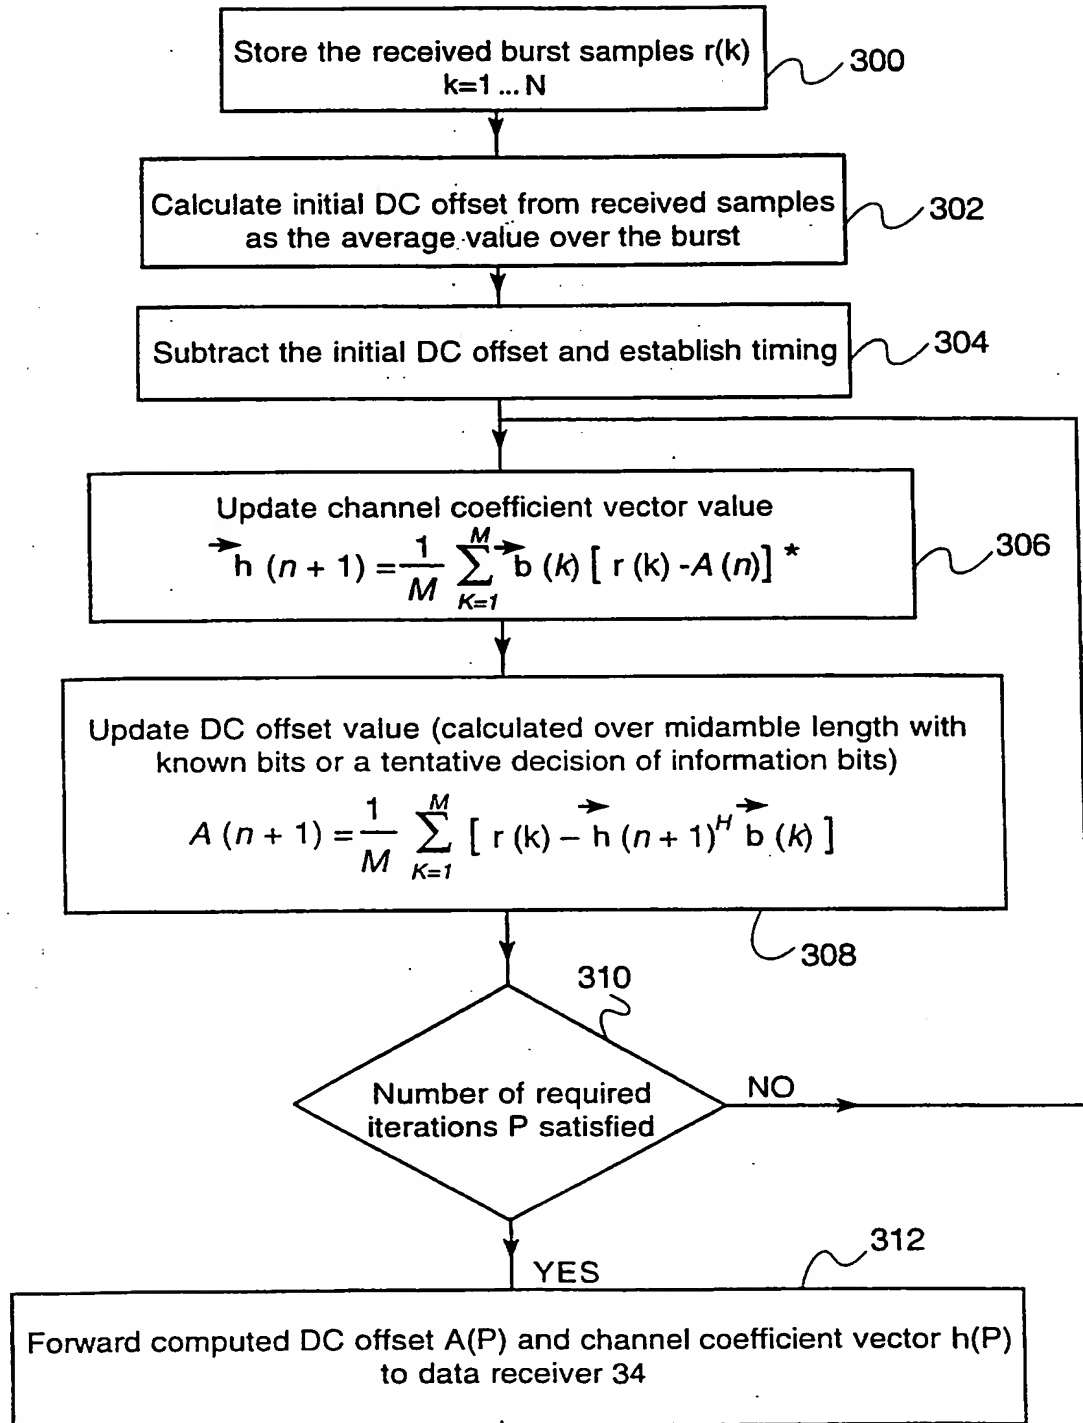 Store the received burst samples r(k)
k=1 ... N
300
Calculate initial DC offset from received samples
as the average value over the burst
302
Subtract the initial DC offset and establish timing
304
Update channel coefficient vector value
h⃗ (n + 1) = 1/M ∑_{K=1}^{M} b⃗ (k) [ r (k) -A (n)] *
306
Update DC offset value (calculated over midamble length with
known bits or a tentative decision of information bits)
A (n + 1) = 1/M ∑_{K=1}^{M} [ r (k) – h⃗ (n + 1)^H b⃗ (k) ]
308
310
Number of required
iterations P satisfied
NO
YES
312
Forward computed DC offset A(P) and channel coefficient vector h(P)
to data receiver 34